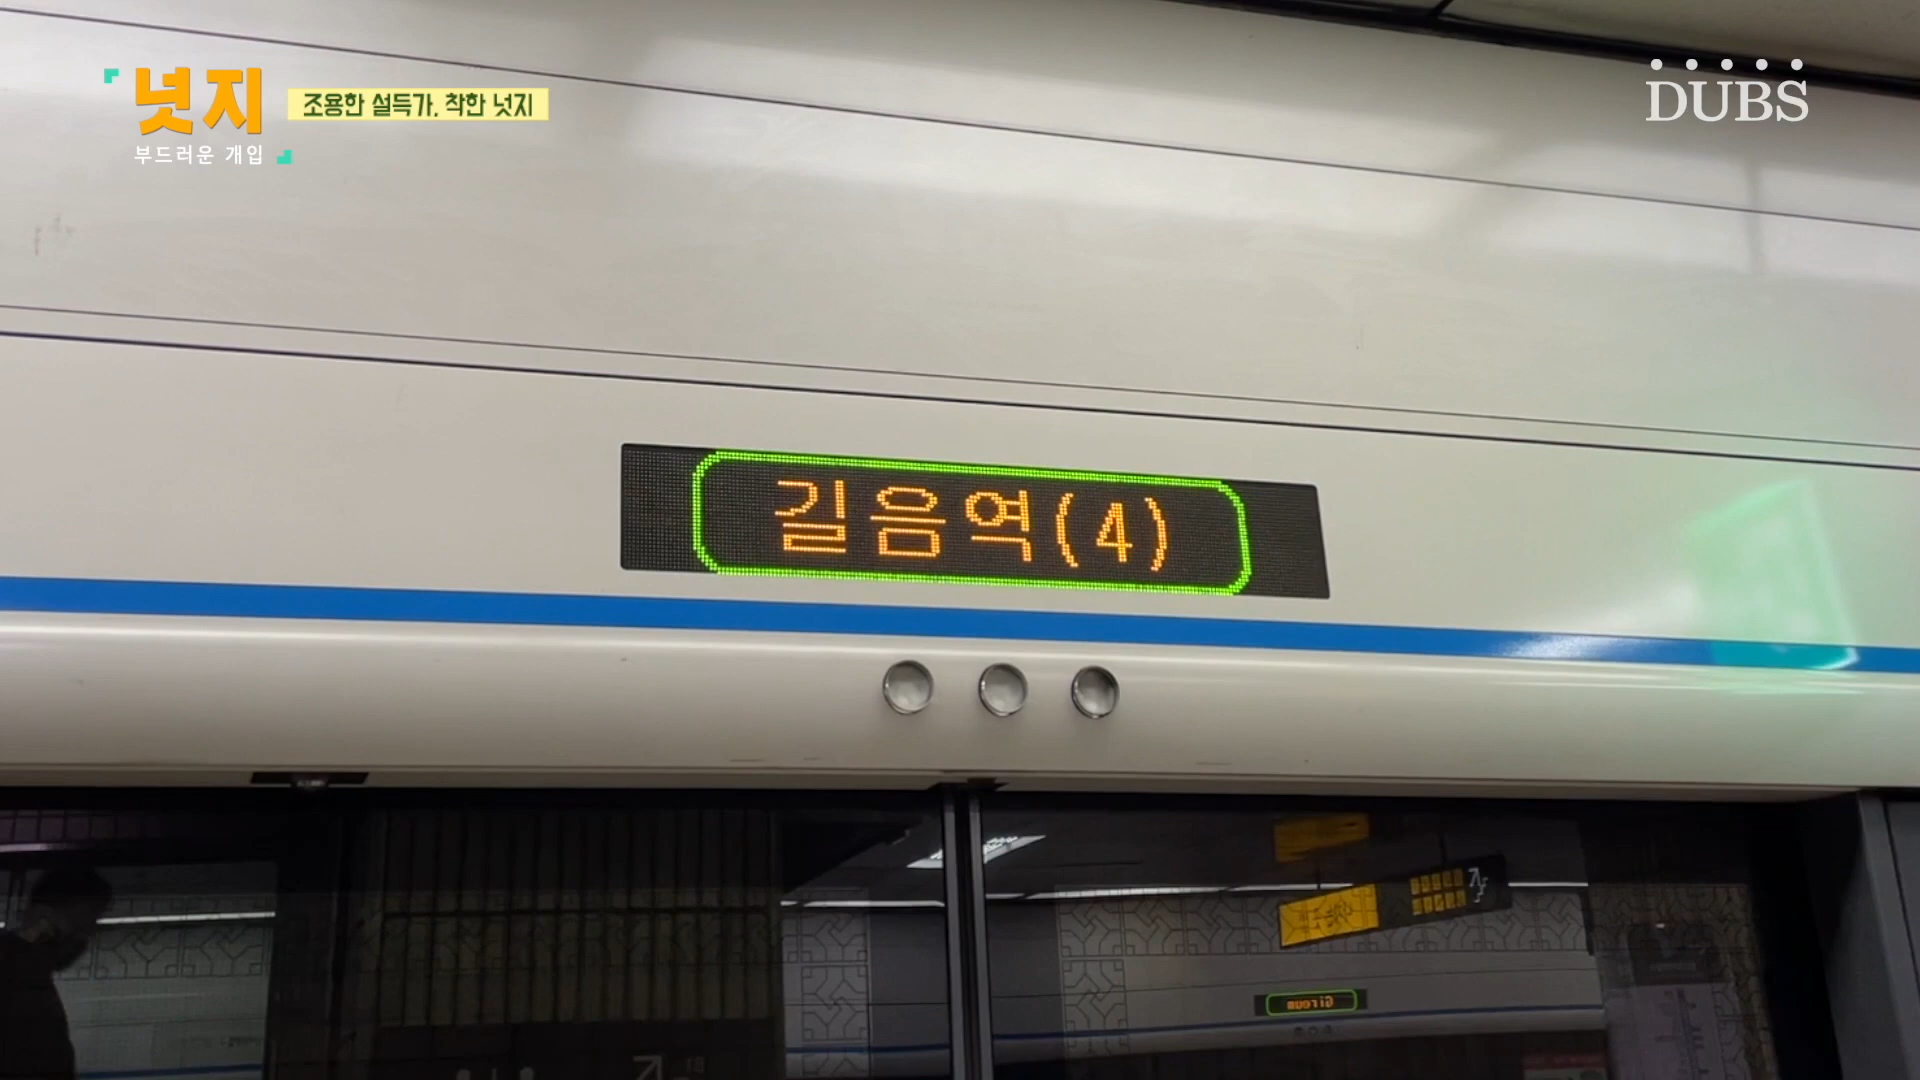 넛지
부드러운 개입
조용한 설득가, 착한 넛지
DUBS
길음역(4)
Gireum